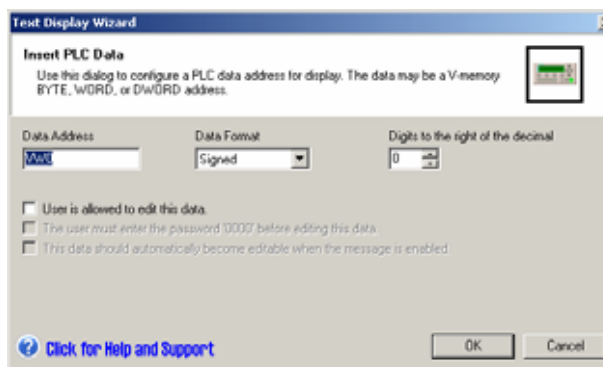 Text Display Wizard
Insert PLC Data
Use this dialog to configure a PLC data address for display. The data may be a V-memory
BYTE, WORD, or DWORD address.
Data Address Data Format Digits to the right of the decimal
VW0 Signed 0
User is allowed to edit this data.
The user must enter the password '0000' before editing this data.
This data should automatically become editable when the message is enabled.
Click for Help and Support OK Cancel